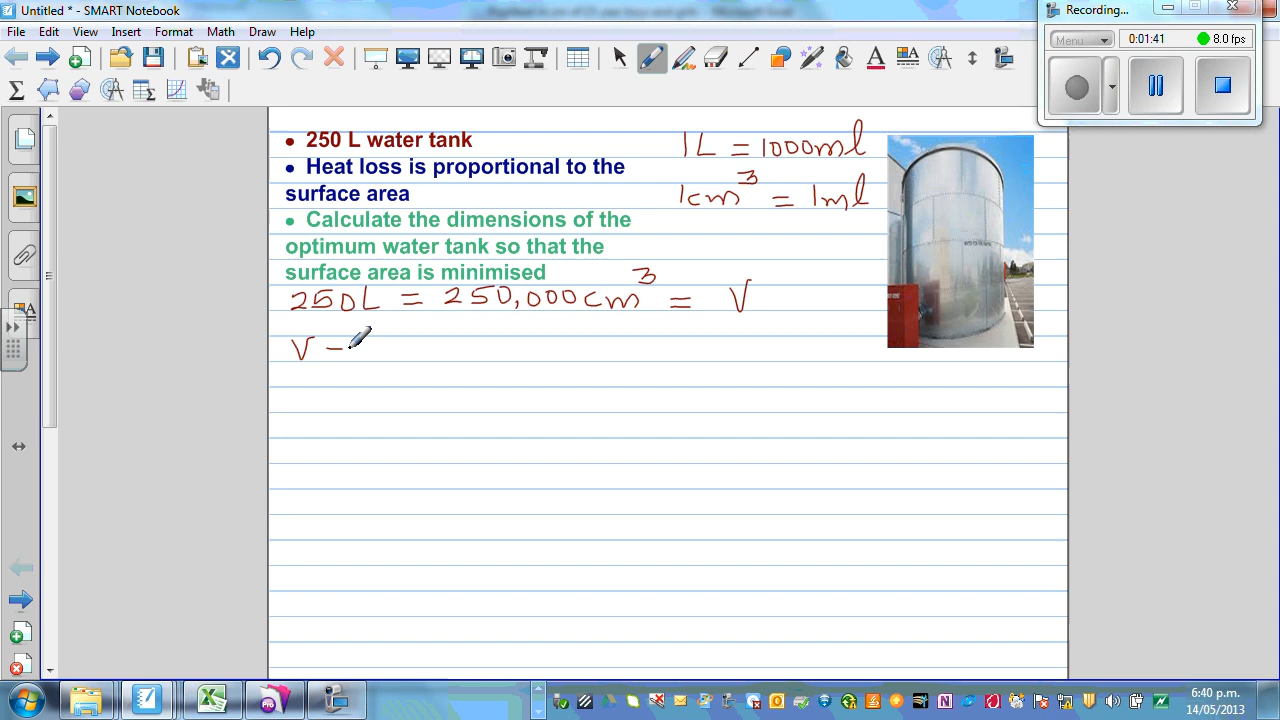 Untitled * - SMART Notebook
File Edit View Insert Format Math Draw Help
Recording...
Menu
0:01:41
8.0 fps
• 250 L water tank
• Heat loss is proportional to the surface area
• Calculate the dimensions of the optimum water tank so that the surface area is minimised
1L = 1000ml
1cm³ = 1ml
250L = 250,000cm³ = V
V –
6:40 p.m.
14/05/2013